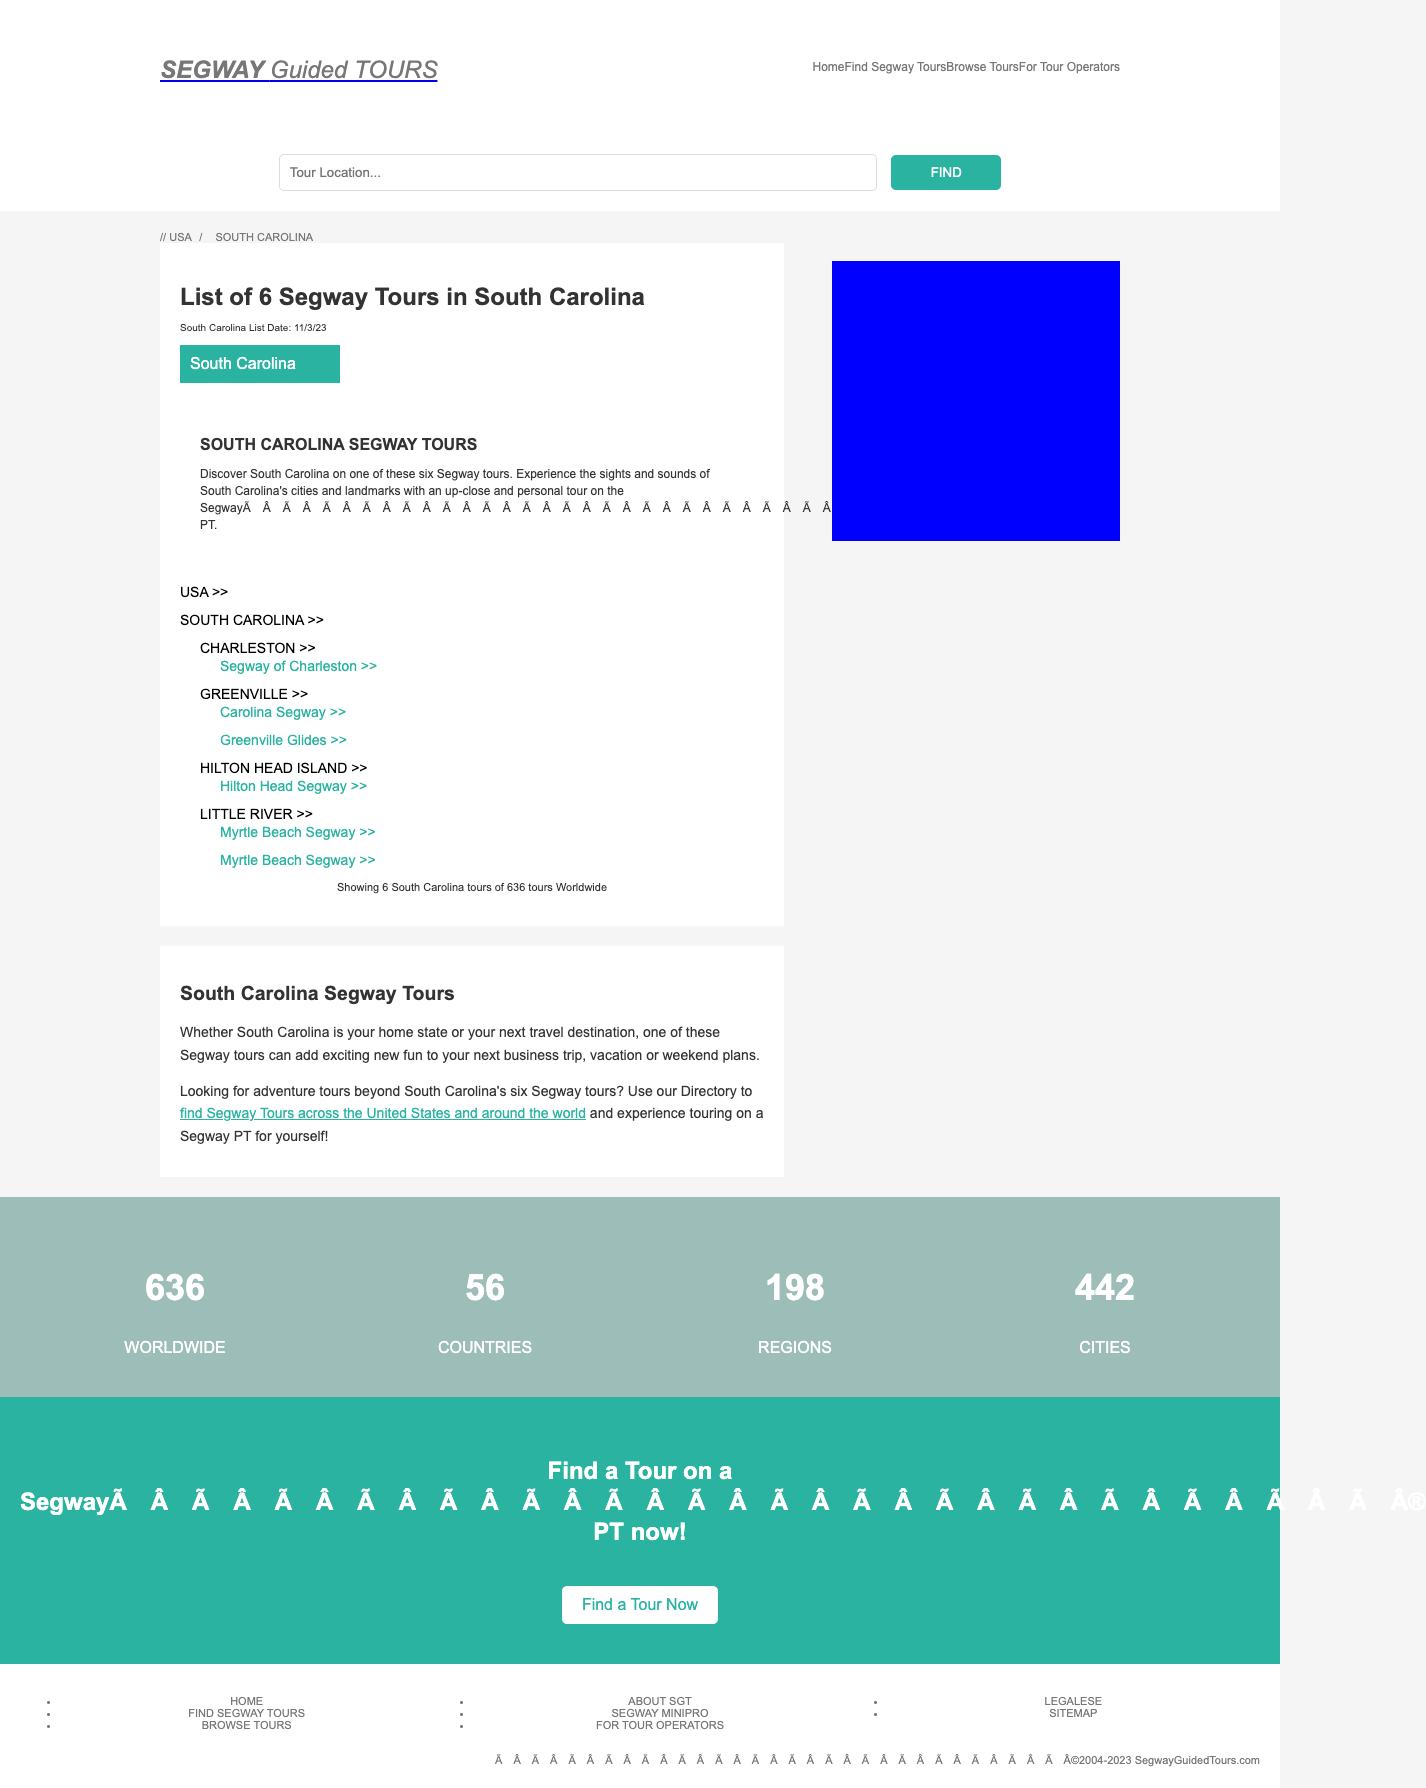 SEGWAY Guided TOURS
HomeFind Segway ToursBrowse ToursFor Tour Operators
Tour Location...
FIND
// USA / SOUTH CAROLINA
List of 6 Segway Tours in South Carolina
South Carolina List Date: 11/3/23
South Carolina
SOUTH CAROLINA SEGWAY TOURS
Discover South Carolina on one of these six Segway tours. Experience the sights and sounds of
South Carolina's cities and landmarks with an up-close and personal tour on the
SegwayÃ Â Ã Â Ã Â Ã Â Ã Â Ã Â Ã Â Ã Â Ã Â Ã Â Ã Â Ã Â Ã Â Ã Â Ã Â
PT.
USA >>
SOUTH CAROLINA >>
CHARLESTON >>
Segway of Charleston >>
GREENVILLE >>
Carolina Segway >>
Greenville Glides >>
HILTON HEAD ISLAND >>
Hilton Head Segway >>
LITTLE RIVER >>
Myrtle Beach Segway >>
Myrtle Beach Segway >>
Showing 6 South Carolina tours of 636 tours Worldwide
South Carolina Segway Tours
Whether South Carolina is your home state or your next travel destination, one of these
Segway tours can add exciting new fun to your next business trip, vacation or weekend plans.
Looking for adventure tours beyond South Carolina's six Segway tours? Use our Directory to
find Segway Tours across the United States and around the world and experience touring on a
Segway PT for yourself!
636 56 198 442
WORLDWIDE COUNTRIES REGIONS CITIES
Find a Tour on a
SegwayÃ Â Ã Â Ã Â Ã Â Ã Â Ã Â Ã Â Ã Â Ã Â Ã Â Ã Â Ã Â Ã Â Ã Â Ã Â Ã Â®
PT now!
Find a Tour Now
HOME
FIND SEGWAY TOURS
BROWSE TOURS
ABOUT SGT
SEGWAY MINIPRO
FOR TOUR OPERATORS
LEGALESE
SITEMAP
Ã Â Ã Â Ã Â Ã Â Ã Â Ã Â Ã Â Ã Â Ã Â Ã Â Ã Â Ã Â Ã Â Ã Â Ã Â Ã Â©2004-2023 SegwayGuidedTours.com